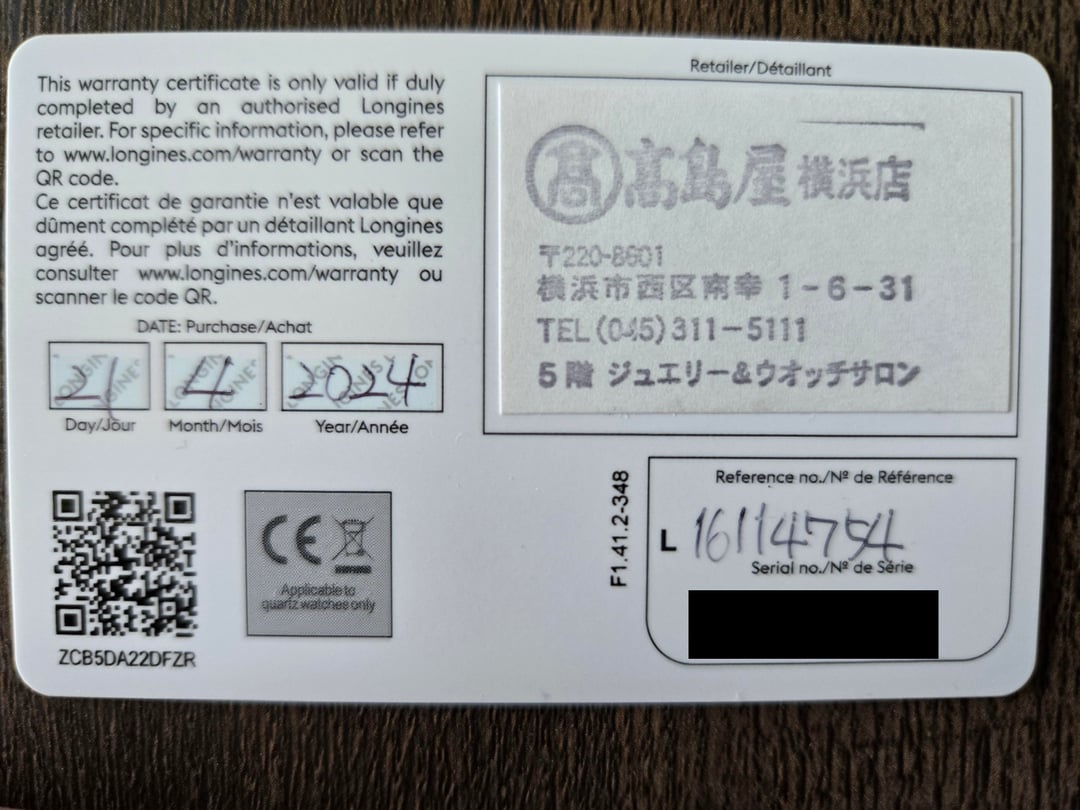 This warranty certificate is only valid if duly
completed by an authorised Longines
retailer. For specific information, please refer
to www.longines.com/warranty or scan the
QR code.
Ce certificat de garantie n'est valable que
dûment complété par un détaillant Longines
agréé. Pour plus d'informations, veuillez
consulter www.longines.com/warranty ou
scanner le code QR.
DATE: Purchase/Achat
21 4 2024
Day/Jour Month/Mois Year/Année
ZCB5DA22DFZR
CE
Applicable to
quartz watches only
Retailer/Détaillant
髙 髙島屋 横浜店
〒220-8601
横浜市西区南幸 1-6-31
TEL(045)311-5111
5階 ジュエリー&ウオッチサロン
F1.41.2-348
Reference no./Nº de Référence
L 16114754
Serial no./Nº de Série